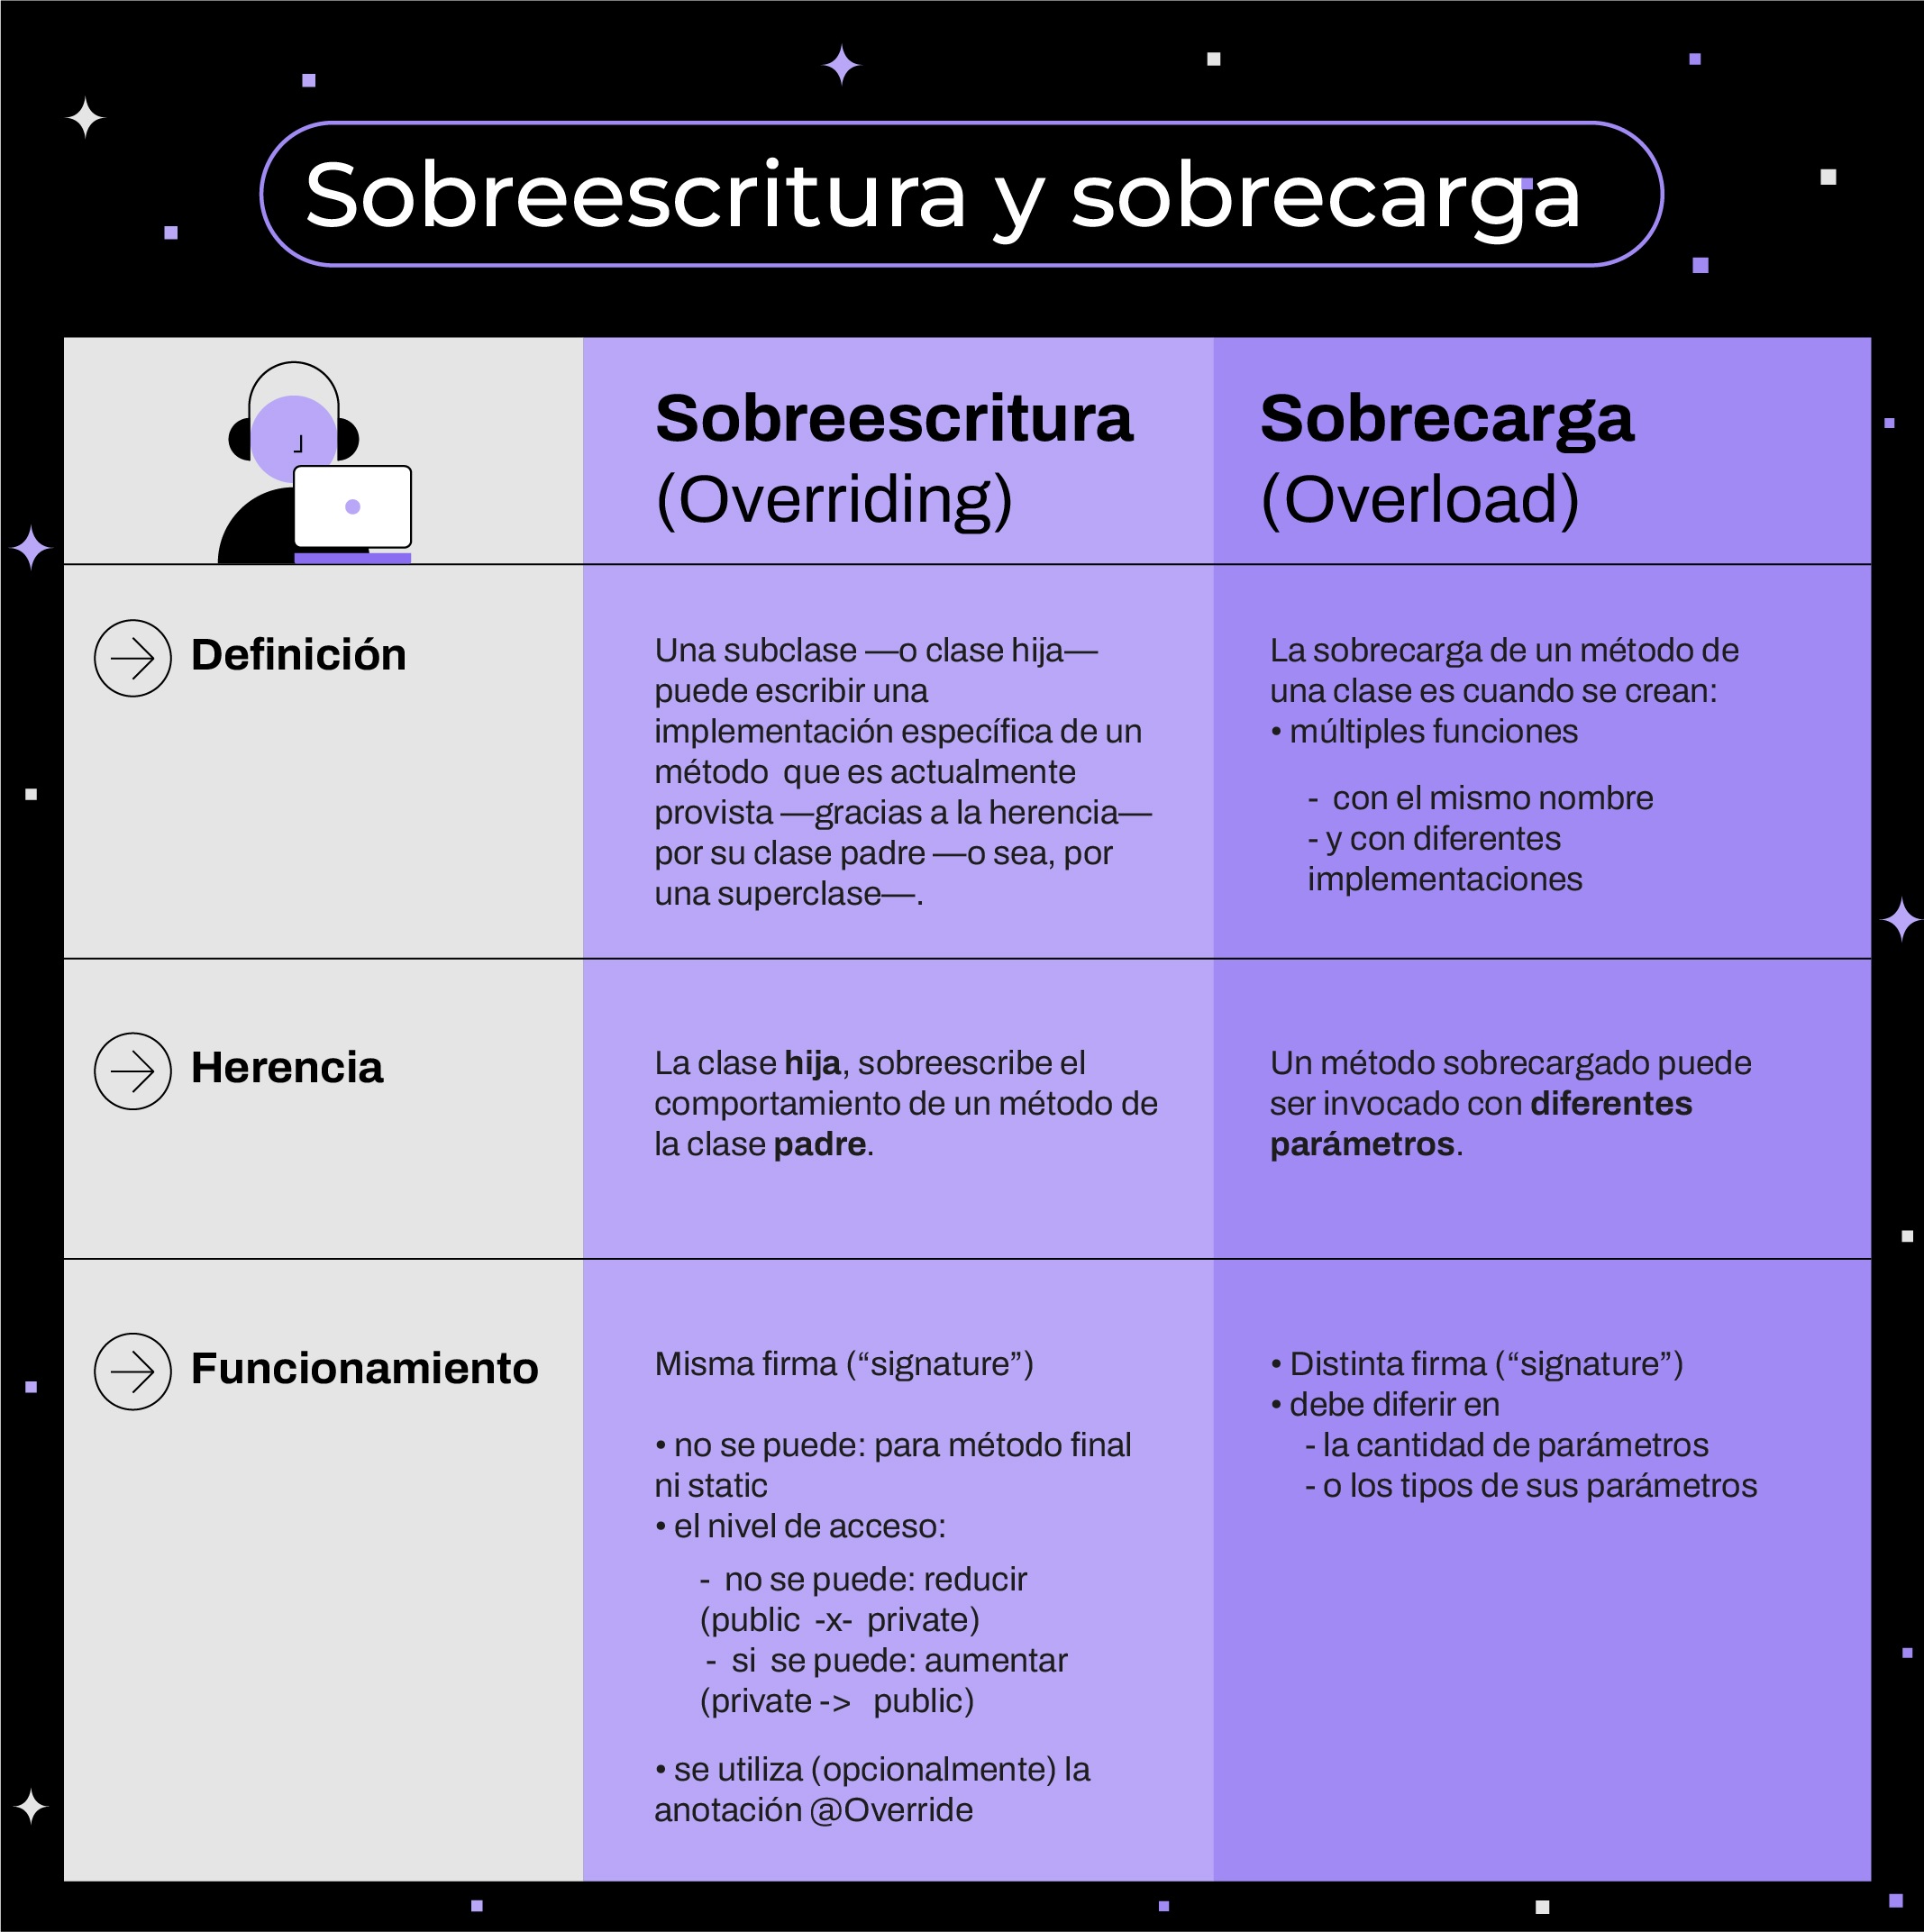 Sobreescritura y sobrecarga
Sobreescritura
(Overriding)
Sobrecarga
(Overload)
Definición
Una subclase —o clase hija—
puede escribir una
implementación específica de un
método  que es actualmente
provista —gracias a la herencia—
por su clase padre —o sea, por
una superclase—.
La sobrecarga de un método de
una clase es cuando se crean:
• múltiples funciones
-  con el mismo nombre
- y con diferentes
implementaciones
Herencia
La clase hija, sobreescribe el
comportamiento de un método de
la clase padre.
Un método sobrecargado puede
ser invocado con diferentes
parámetros.
Funcionamiento
Misma firma (“signature”)
• no se puede: para método final
ni static
• el nivel de acceso:
-  no se puede: reducir
(public  -x-  private)
-  si  se puede: aumentar
(private ->   public)
• se utiliza (opcionalmente) la
anotación @Override
• Distinta firma (“signature”)
• debe diferir en
- la cantidad de parámetros
- o los tipos de sus parámetros